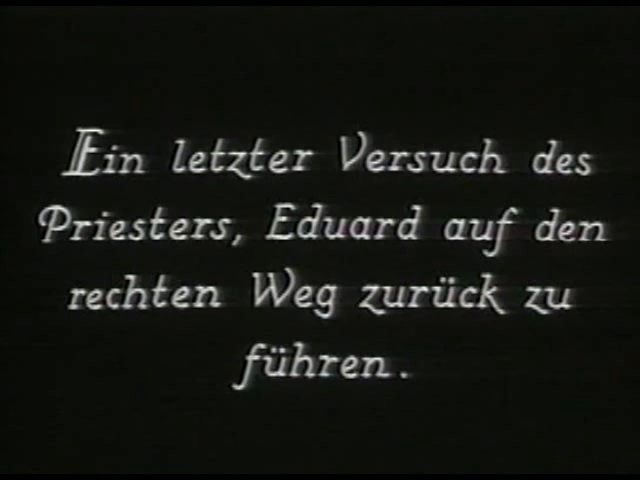 Ein letzter Versuch des
Priesters, Eduard auf den
rechten Weg zurück zu
führen.